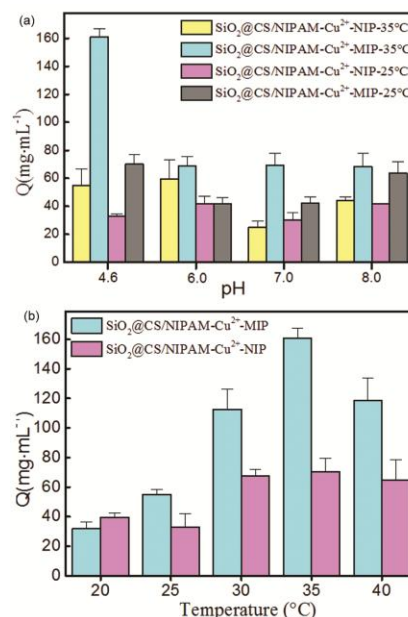 (a)
SiO₂@CS/NIPAM-Cu²⁺-NIP-35°C
SiO₂@CS/NIPAM-Cu²⁺-MIP-35°C
SiO₂@CS/NIPAM-Cu²⁺-NIP-25°C
SiO₂@CS/NIPAM-Cu²⁺-MIP-25°C
160
140
120
100
80
60
40
20
0
Q(mg·mL⁻¹)
4.6 6.0 7.0 8.0
pH
(b)
SiO₂@CS/NIPAM-Cu²⁺-MIP
SiO₂@CS/NIPAM-Cu²⁺-NIP
160
140
120
100
80
60
40
20
0
Q(mg·mL⁻¹)
20 25 30 35 40
Temperature (°C)